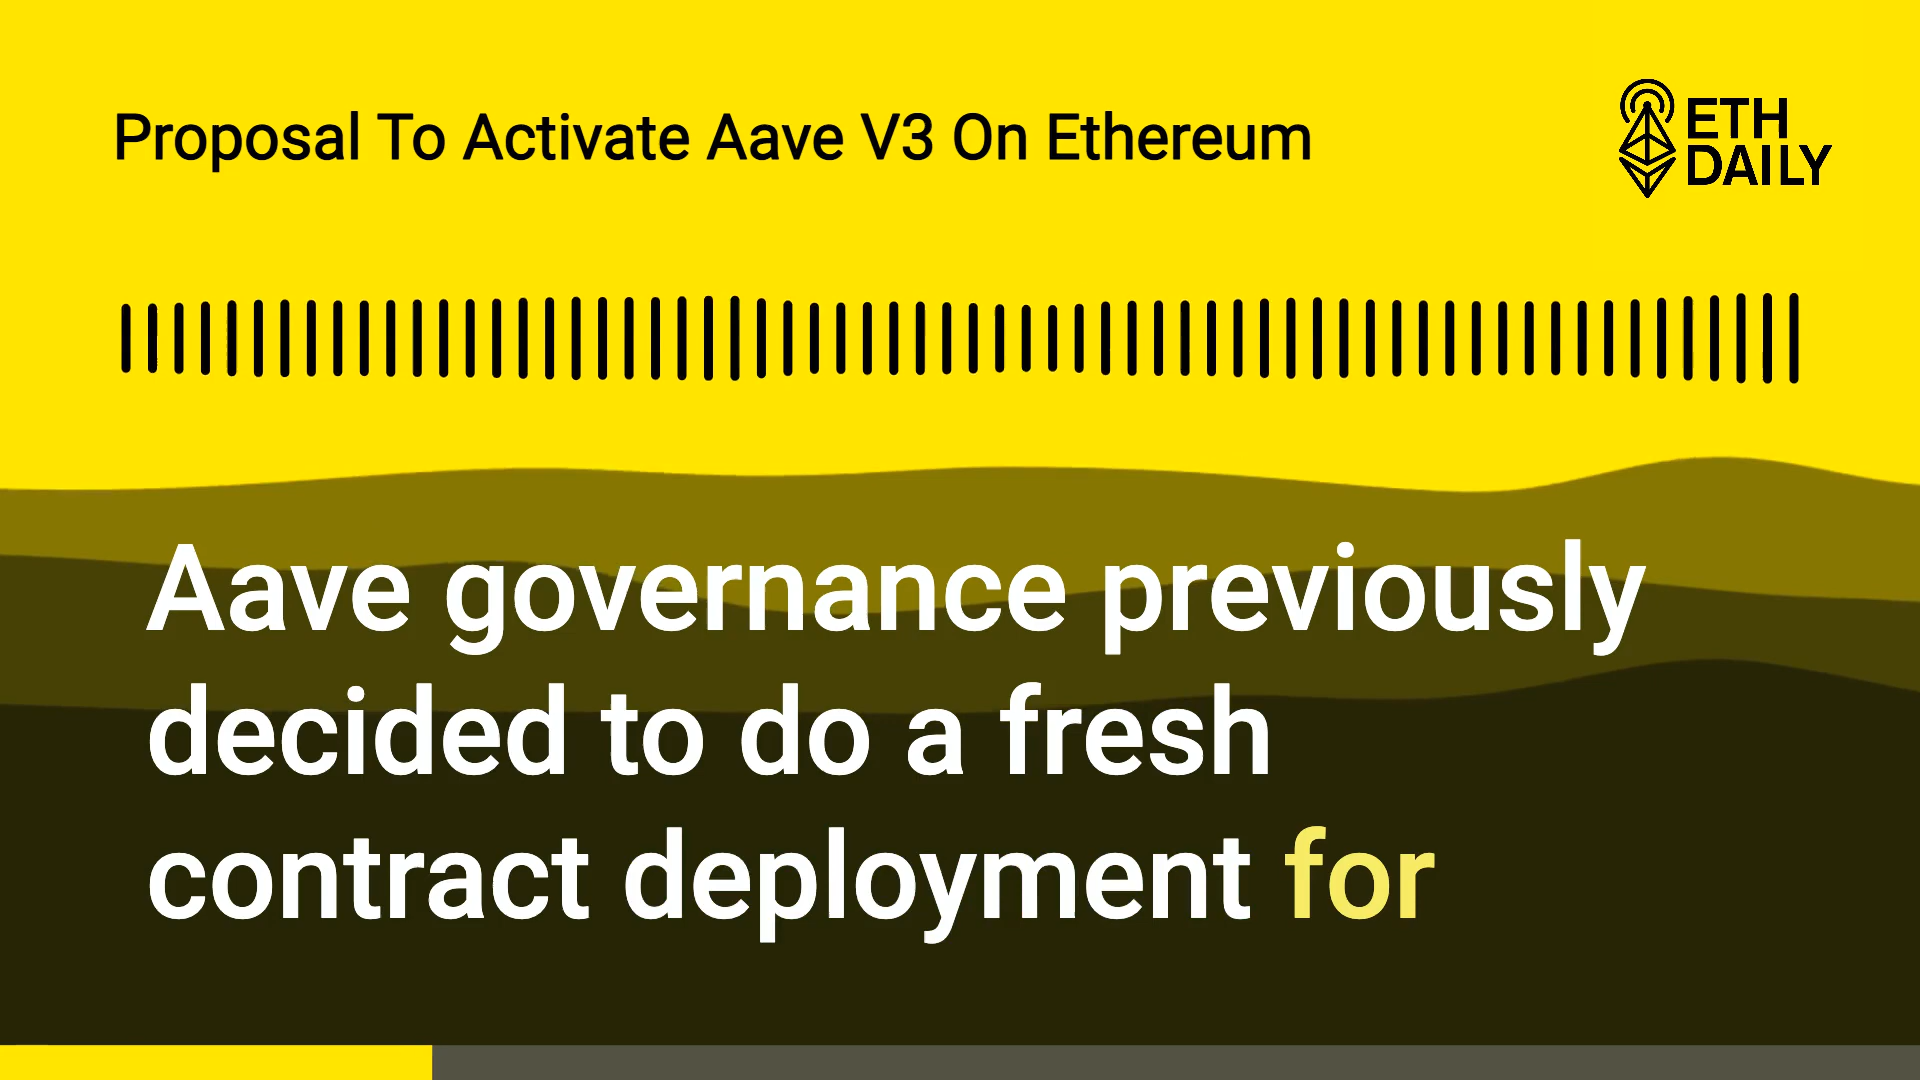 Proposal To Activate Aave V3 On Ethereum
ETH
DAILY
Aave governance previously
decided to do a fresh
contract deployment for